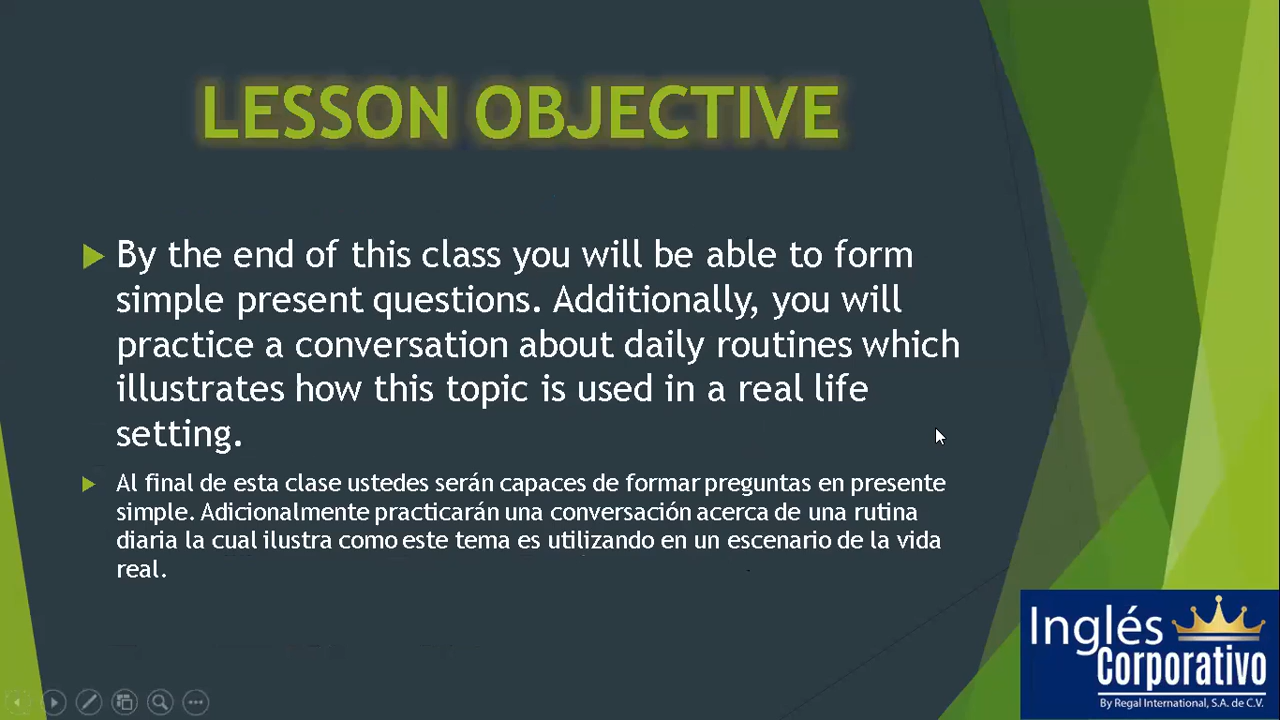 LESSON OBJECTIVE
By the end of this class you will be able to form
simple present questions. Additionally, you will
practice a conversation about daily routines which
illustrates how this topic is used in a real life
setting.
Al final de esta clase ustedes serán capaces de formar preguntas en presente
simple. Adicionalmente practicarán una conversación acerca de una rutina
diaria la cual ilustra como este tema es utilizando en un escenario de la vida
real.
Inglés
Corporativo
By Regal International, S.A. de C.V.